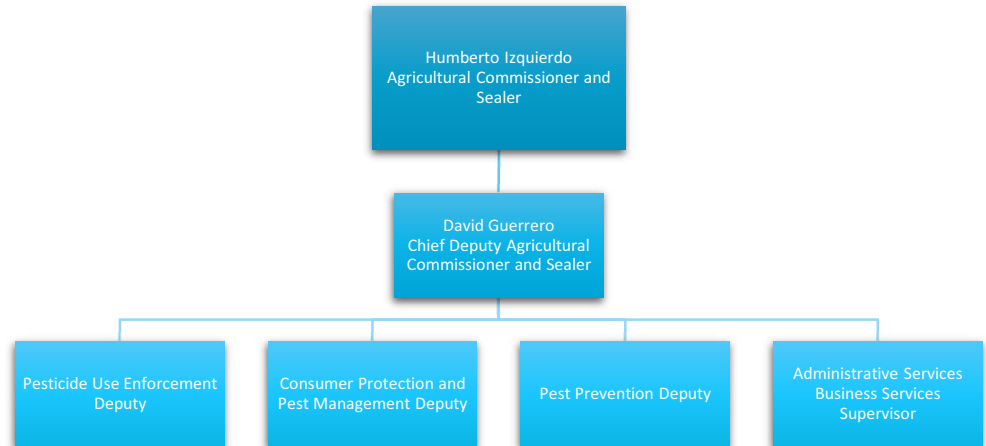 Humberto Izquierdo
Agricultural Commissioner and
Sealer
David Guerrero
Chief Deputy Agricultural
Commissioner and Sealer
Pesticide Use Enforcement
Deputy
Consumer Protection and
Pest Management Deputy
Pest Prevention Deputy
Administrative Services
Business Services
Supervisor